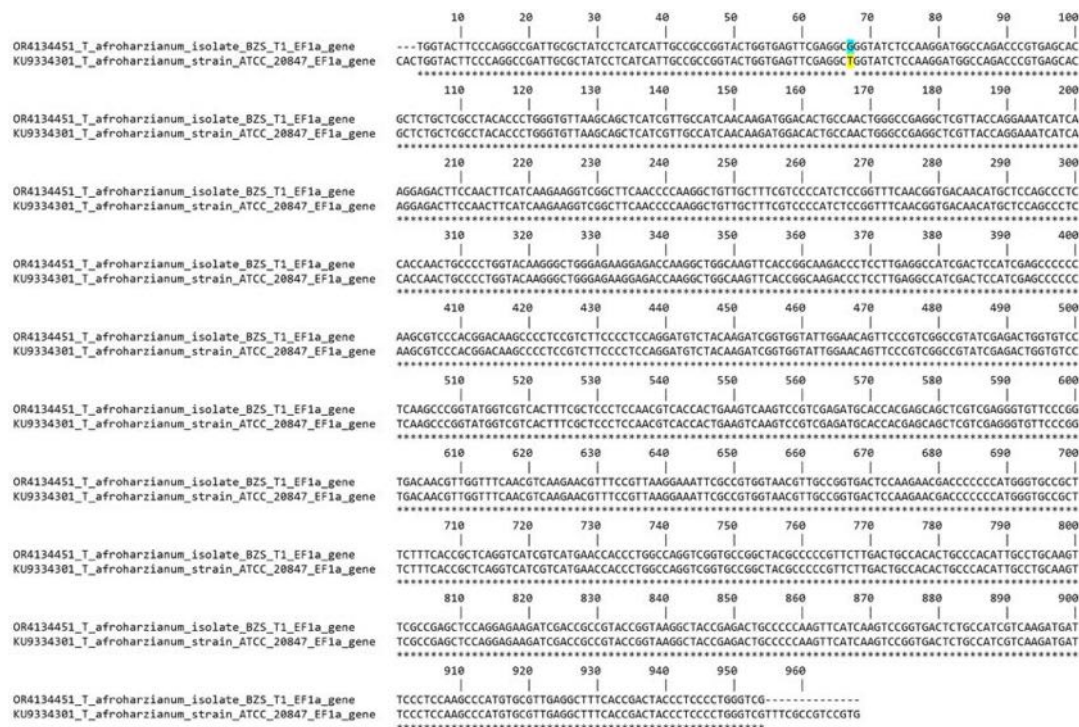 10 20 30 40 50 60 70 80 90 100
OR4134451_T_afroharzianum_isolate_BZS_T1_EF1a_gene ---TGGTACTTCCCAGGCCGATTGCGCTATCCTCATCATTGCCGCCGGTACTGGTGAGTTCGAGGCGGGTATCTCCAAGGATGGCCAGACCCGTGAGCAC
KU9334301_T_afroharzianum_strain_ATCC_20847_EF1a_gene CACTGGTACTTCCCAGGCCGATTGCGCTATCCTCATCATTGCCGCCGGTACTGGTGAGTTCGAGGCTGGTATCTCCAAGGATGGCCAGACCCGTGAGCAC
110 120 130 140 150 160 170 180 190 200
OR4134451_T_afroharzianum_isolate_BZS_T1_EF1a_gene GCTCTGCTCGCCTACACCCTGGGTGTTAAGCAGCTCATCGTTGCCATCAACAAGATGGACACTGCCAACTGGGCCGAGGCTCGTTACCAGGAAATCATCA
KU9334301_T_afroharzianum_strain_ATCC_20847_EF1a_gene GCTCTGCTCGCCTACACCCTGGGTGTTAAGCAGCTCATCGTTGCCATCAACAAGATGGACACTGCCAACTGGGCCGAGGCTCGTTACCAGGAAATCATCA
210 220 230 240 250 260 270 280 290 300
OR4134451_T_afroharzianum_isolate_BZS_T1_EF1a_gene AGGAGACTTCCAACTTCATCAAGAAGGTCGGCTTCAACCCCAAGGCTGTTGCTTTCGTCCCCATCTCCGGTTTCAACGGTGACAACATGCTCCAGCCCTC
KU9334301_T_afroharzianum_strain_ATCC_20847_EF1a_gene AGGAGACTTCCAACTTCATCAAGAAGGTCGGCTTCAACCCCAAGGCTGTTGCTTTCGTCCCCATCTCCGGTTTCAACGGTGACAACATGCTCCAGCCCTC
310 320 330 340 350 360 370 380 390 400
OR4134451_T_afroharzianum_isolate_BZS_T1_EF1a_gene CACCAACTGCCCCTGGTACAAGGGCTGGGAGAAGGAGACCAAGGCTGGCAAGTTCACCGGCAAGACCCTCCTTGAGGCCATCGACTCCATCGAGCCCCCC
KU9334301_T_afroharzianum_strain_ATCC_20847_EF1a_gene CACCAACTGCCCCTGGTACAAGGGCTGGGAGAAGGAGACCAAGGCTGGCAAGTTCACCGGCAAGACCCTCCTTGAGGCCATCGACTCCATCGAGCCCCCC
410 420 430 440 450 460 470 480 490 500
OR4134451_T_afroharzianum_isolate_BZS_T1_EF1a_gene AAGCGTCCCACGGACAAGCCCCTCCGTCTTCCCCTCCAGGATGTCTACAAGATCGGTGGTATTGGAACAGTTCCCGTCGGCCGTATCGAGACTGGTGTCC
KU9334301_T_afroharzianum_strain_ATCC_20847_EF1a_gene AAGCGTCCCACGGACAAGCCCCTCCGTCTTCCCCTCCAGGATGTCTACAAGATCGGTGGTATTGGAACAGTTCCCGTCGGCCGTATCGAGACTGGTGTCC
510 520 530 540 550 560 570 580 590 600
OR4134451_T_afroharzianum_isolate_BZS_T1_EF1a_gene TCAAGCCCGGTATGGTCGTCACTTTCGCTCCCTCCAACGTCACCACTGAAGTCAAGTCCGTCGAGATGCACCACGAGCAGCTCGTCGAGGGTGTTCCCGG
KU9334301_T_afroharzianum_strain_ATCC_20847_EF1a_gene TCAAGCCCGGTATGGTCGTCACTTTCGCTCCCTCCAACGTCACCACTGAAGTCAAGTCCGTCGAGATGCACCACGAGCAGCTCGTCGAGGGTGTTCCCGG
610 620 630 640 650 660 670 680 690 700
OR4134451_T_afroharzianum_isolate_BZS_T1_EF1a_gene TGACAACGTTGGTTTCAACGTCAAGAACGTTTCCGTTAAGGAAATTCGCCGTGGTAACGTTGCCGGTGACTCCAAGAACGACCCCCCCATGGGTGCCGCT
KU9334301_T_afroharzianum_strain_ATCC_20847_EF1a_gene TGACAACGTTGGTTTCAACGTCAAGAACGTTTCCGTTAAGGAAATTCGCCGTGGTAACGTTGCCGGTGACTCCAAGAACGACCCCCCCATGGGTGCCGCT
710 720 730 740 750 760 770 780 790 800
OR4134451_T_afroharzianum_isolate_BZS_T1_EF1a_gene TCTTTCACCGCTCAGGTCATCGTCATGAACCACCCTGGCCAGGTCGGTGCCGGCTACGCCCCCGTTCTTGACTGCCACACTGCCCACATTGCCTGCAAGT
KU9334301_T_afroharzianum_strain_ATCC_20847_EF1a_gene TCTTTCACCGCTCAGGTCATCGTCATGAACCACCCTGGCCAGGTCGGTGCCGGCTACGCCCCCGTTCTTGACTGCCACACTGCCCACATTGCCTGCAAGT
810 820 830 840 850 860 870 880 890 900
OR4134451_T_afroharzianum_isolate_BZS_T1_EF1a_gene TCGCCGAGCTCCAGGAGAAGATCGACCGCCGTACCGGTAAGGCTACCGAGACTGCCCCCAAGTTCATCAAGTCCGGTGACTCTGCCATCGTCAAGATGAT
KU9334301_T_afroharzianum_strain_ATCC_20847_EF1a_gene TCGCCGAGCTCCAGGAGAAGATCGACCGCCGTACCGGTAAGGCTACCGAGACTGCCCCCAAGTTCATCAAGTCCGGTGACTCTGCCATCGTCAAGATGAT
910 920 930 940 950 960
OR4134451_T_afroharzianum_isolate_BZS_T1_EF1a_gene TCCCTCCAAGCCCATGTGCGTTGAGGCTTTCACCGACTACCCTCCCCTGGGTCG--------------
KU9334301_T_afroharzianum_strain_ATCC_20847_EF1a_gene TCCCTCCAAGCCCATGTGCGTTGAGGCTTTCACCGACTACCCTCCCCTGGGTCGTTTCGCCGTCCGTG